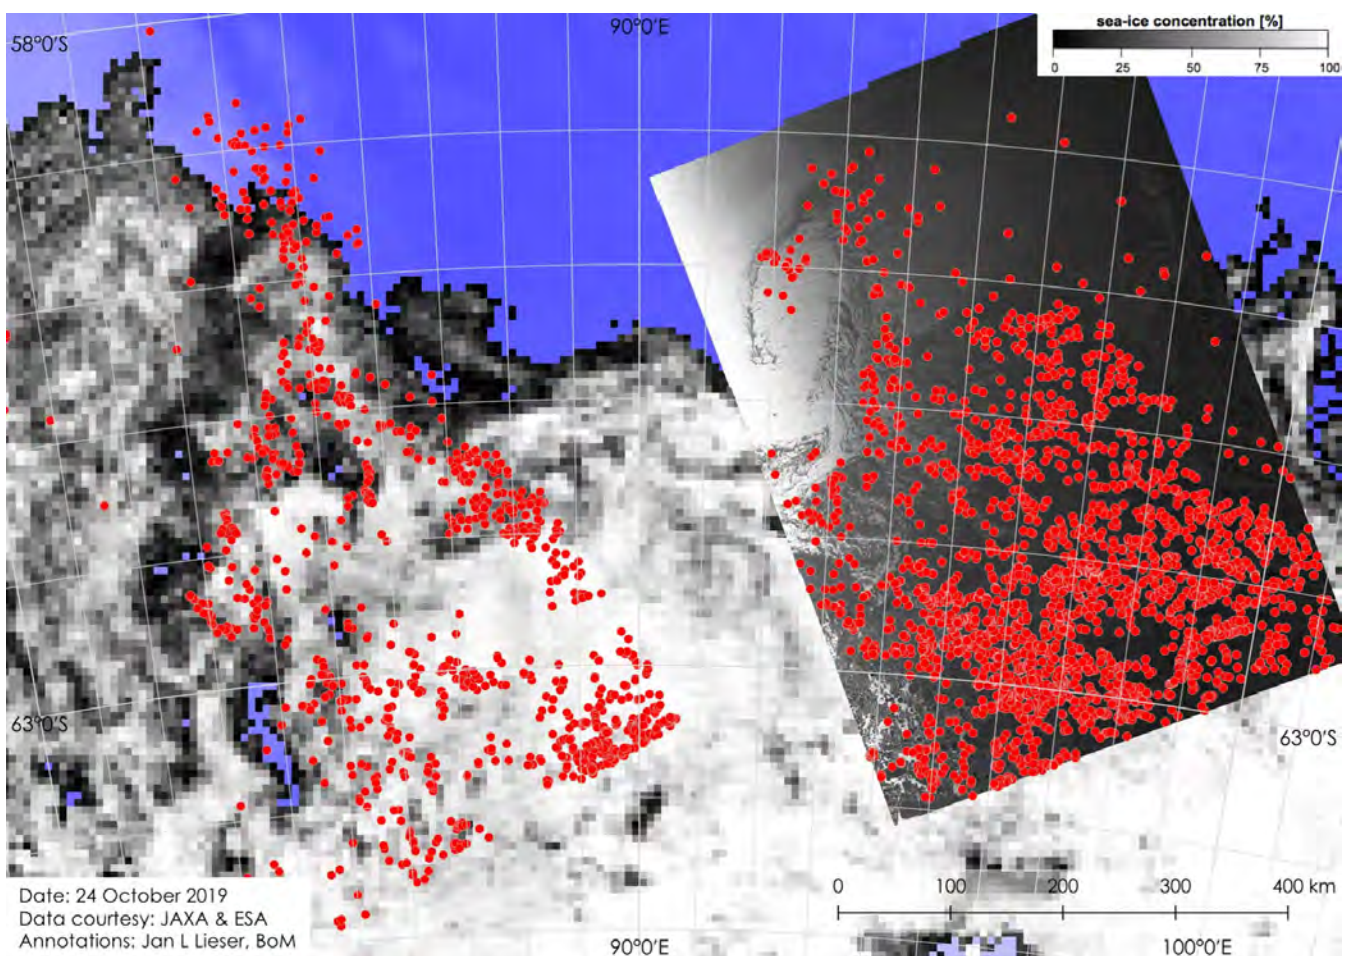 58°0'S
90°0'E
sea-ice concentration [%]
0 25 50 75 100
63°0'S
63°0'S
Date: 24 October 2019
Data courtesy: JAXA & ESA
Annotations: Jan L Lieser, BoM
0 100 200 300 400 km
90°0'E
100°0'E